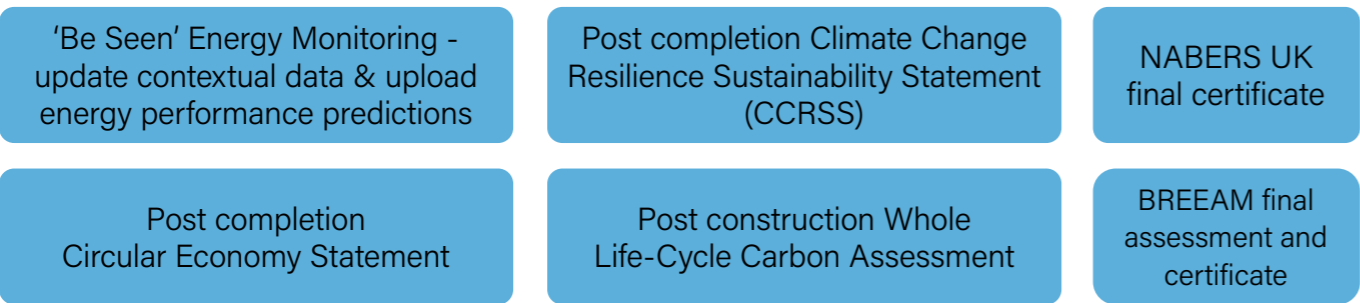 ‘Be Seen’ Energy Monitoring -
update contextual data & upload
energy performance predictions
Post completion Climate Change
Resilience Sustainability Statement
(CCRSS)
NABERS UK
final certificate
Post completion
Circular Economy Statement
Post construction Whole
Life-Cycle Carbon Assessment
BREEAM final
assessment and
certificate